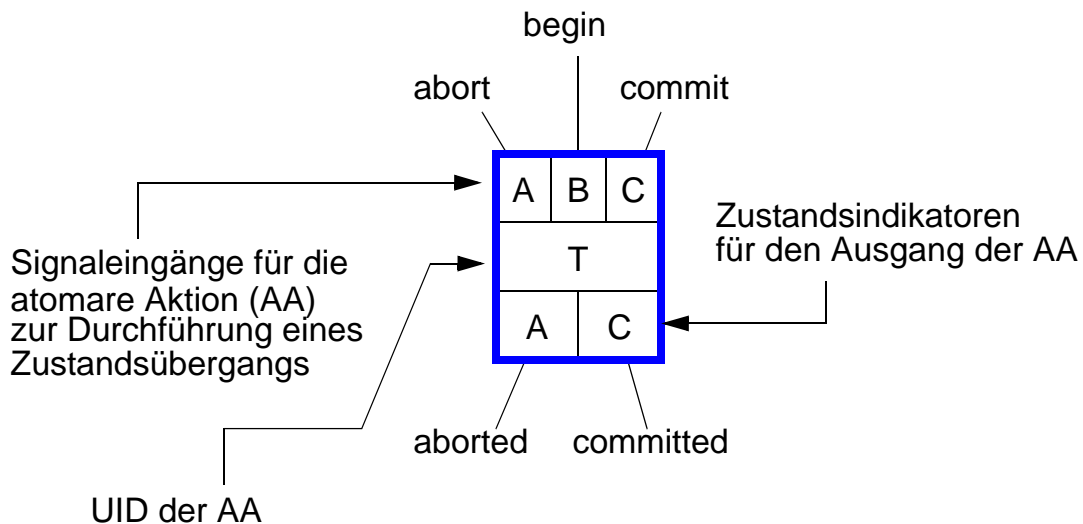 begin
abort commit
A B C
Zustandsindikatoren
für den Ausgang der AA
T
Signaleingänge für die
atomare Aktion (AA)
zur Durchführung eines
Zustandsübergangs
A C
aborted committed
UID der AA